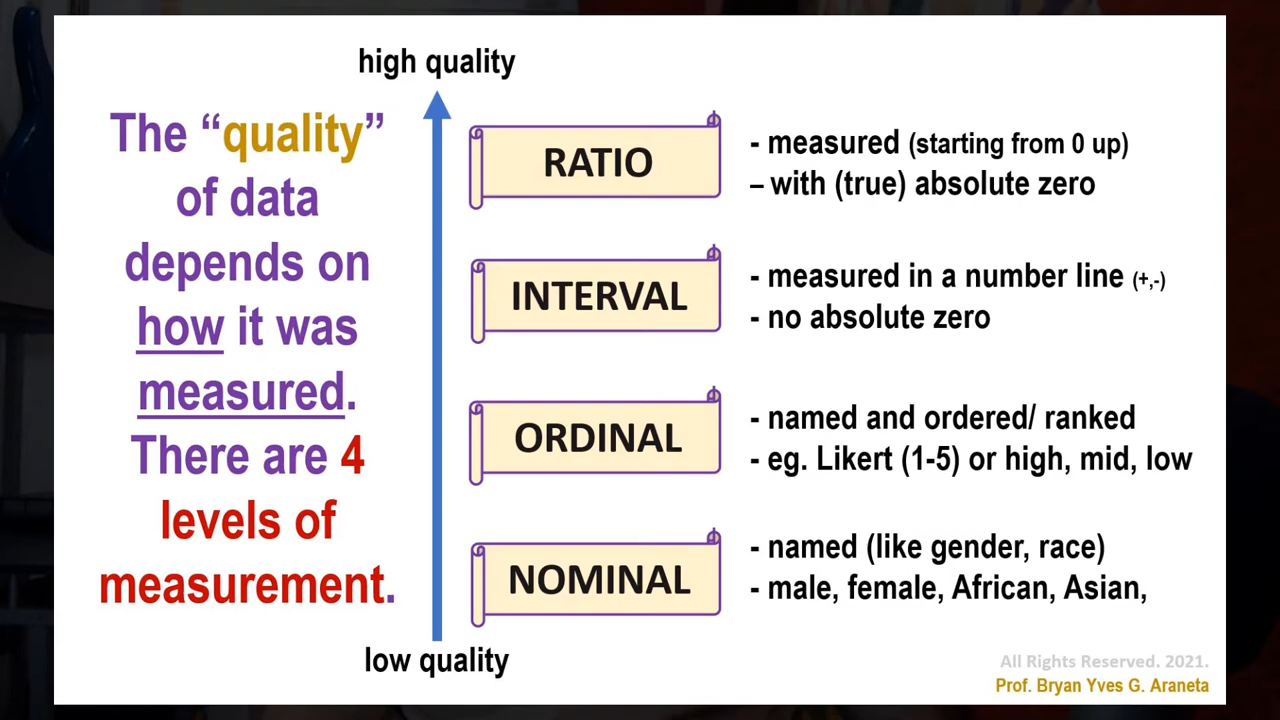 high quality
The “quality”
of data
depends on
how it was
measured.
There are 4
levels of
measurement.
RATIO
- measured (starting from 0 up)
– with (true) absolute zero
INTERVAL
- measured in a number line (+,-)
- no absolute zero
ORDINAL
- named and ordered/ ranked
- eg. Likert (1-5) or high, mid, low
NOMINAL
- named (like gender, race)
- male, female, African, Asian,
low quality
All Rights Reserved. 2021.
Prof. Bryan Yves G. Araneta